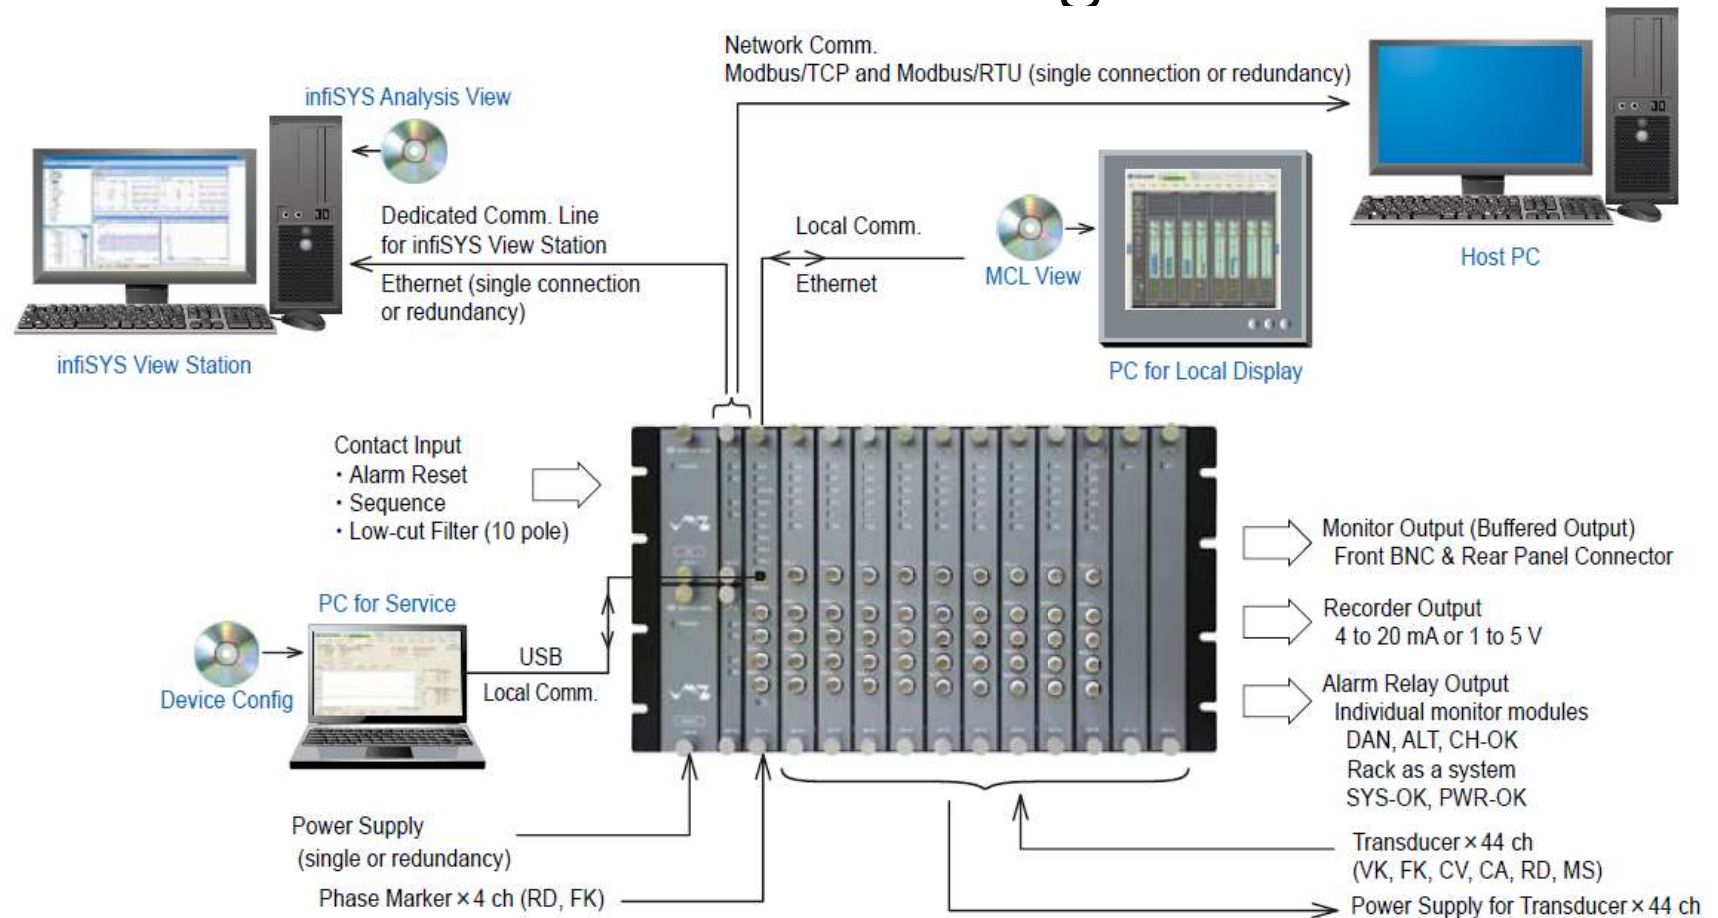 Network Comm.
Modbus/TCP and Modbus/RTU (single connection or redundancy)
infiSYS Analysis View
Dedicated Comm. Line
for infiSYS View Station
Ethernet (single connection
or redundancy)
infiSYS View Station
Local Comm.
Ethernet
MCL View
PC for Local Display
Host PC
Contact Input
・Alarm Reset
・Sequence
・Low-cut Filter (10 pole)
PC for Service
Device Config
USB
Local Comm.
Monitor Output (Buffered Output)
Front BNC & Rear Panel Connector
Recorder Output
4 to 20 mA or 1 to 5 V
Alarm Relay Output
Individual monitor modules
DAN, ALT, CH-OK
Rack as a system
SYS-OK, PWR-OK
Power Supply
(single or redundancy)
Phase Marker × 4 ch (RD, FK)
Transducer × 44 ch
(VK, FK, CV, CA, RD, MS)
Power Supply for Transducer × 44 ch